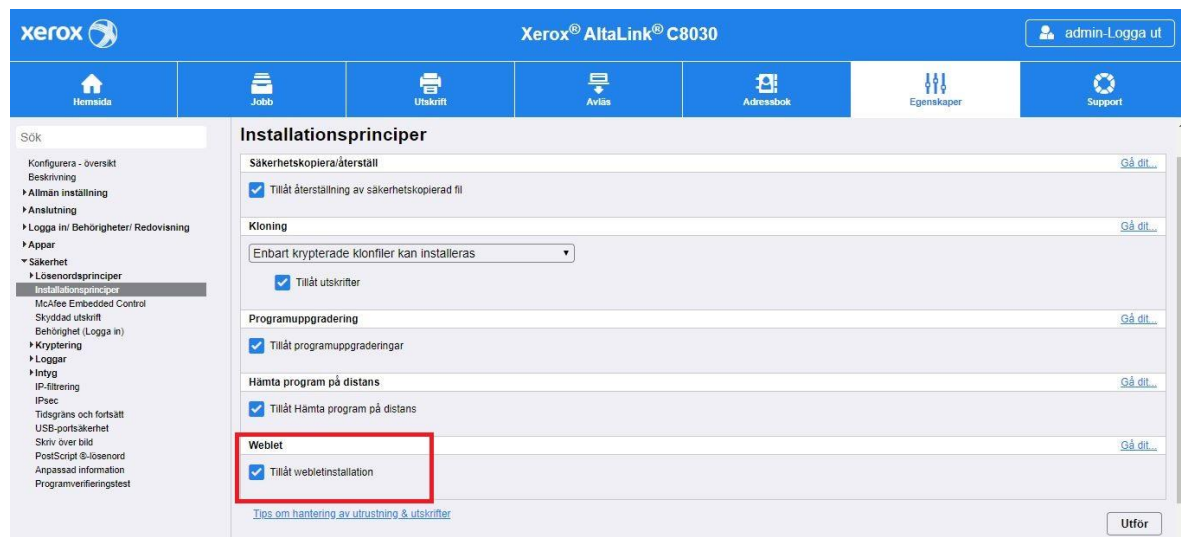 xerox
Xerox® AltaLink® C8030
admin-Logga ut
Hemsida
Jobb
Utskrift
Avläs
Adressbok
Egenskaper
Support
Sök
Konfigurera - översikt
Beskrivning
Allmän inställning
Anslutning
Logga in/ Behörigheter/ Redovisning
Appar
Säkerhet
Lösenordsprinciper
Installationsprinciper
McAfee Embedded Control
Skyddad utskrift
Behörighet (Logga in)
Kryptering
Loggar
Intyg
IP-filtrering
IPsec
Tidsgräns och fortsätt
USB-portsäkerhet
Skriv över bild
PostScript ®-lösenord
Anpassad information
Programverifieringstest
Installationsprinciper
Säkerhetskopiera/återställ Gå dit...
Tillåt återställning av säkerhetskopierad fil
Kloning Gå dit...
Enbart krypterade klonfiler kan installeras
Tillåt utskrifter
Programuppgradering Gå dit...
Tillåt programuppgraderingar
Hämta program på distans Gå dit...
Tillåt Hämta program på distans
Weblet Gå dit...
Tillåt webletinstallation
Tips om hantering av utrustning & utskrifter
Utför